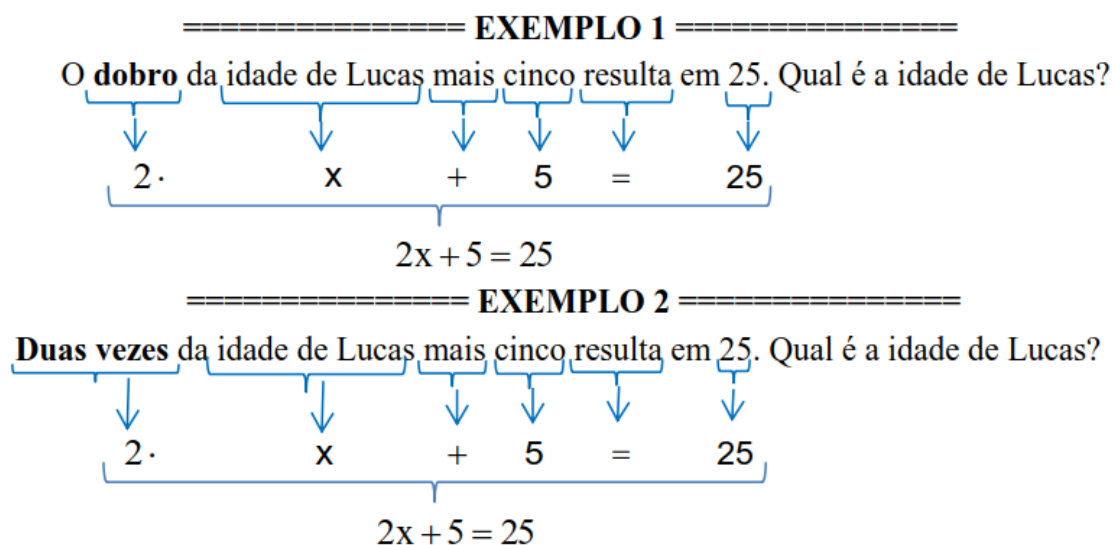 =============== EXEMPLO 1 ===============
O dobro da idade de Lucas mais cinco resulta em 25. Qual é a idade de Lucas?
2· x + 5 = 25
2x + 5 = 25
=============== EXEMPLO 2 ===============
Duas vezes da idade de Lucas mais cinco resulta em 25. Qual é a idade de Lucas?
2· x + 5 = 25
2x + 5 = 25